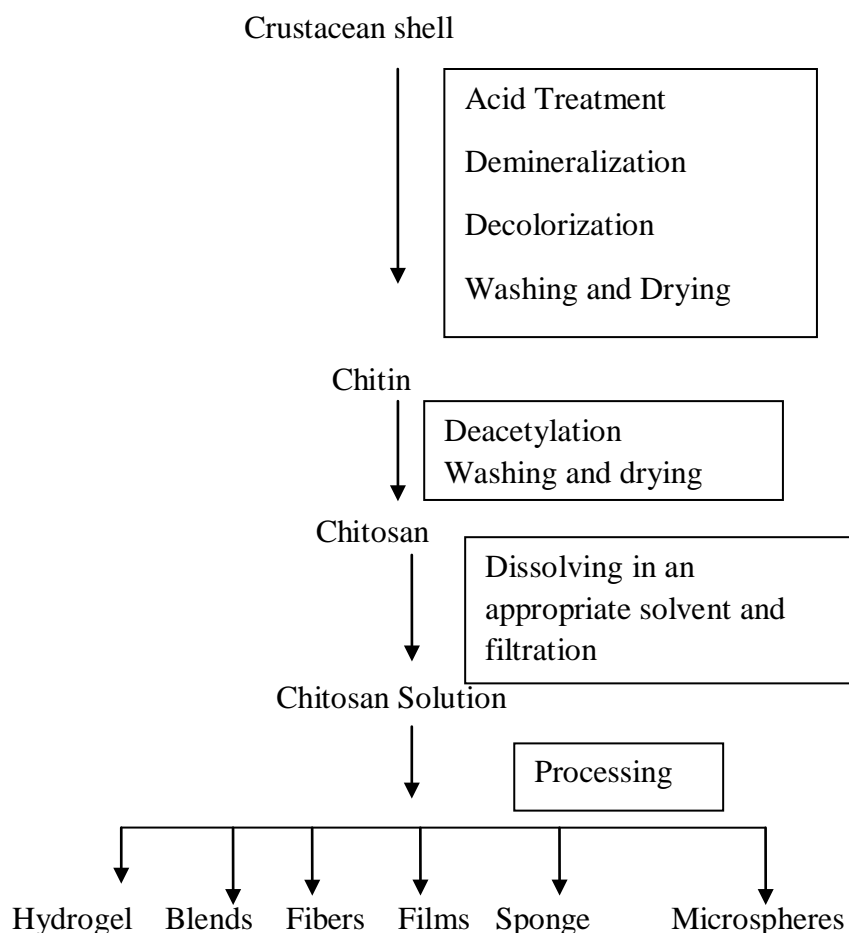 Crustacean shell
Acid Treatment
Demineralization
Decolorization
Washing and Drying
Chitin
Deacetylation
Washing and drying
Chitosan
Dissolving in an
appropriate solvent and
filtration
Chitosan Solution
Processing
Hydrogel Blends Fibers Films Sponge Microspheres